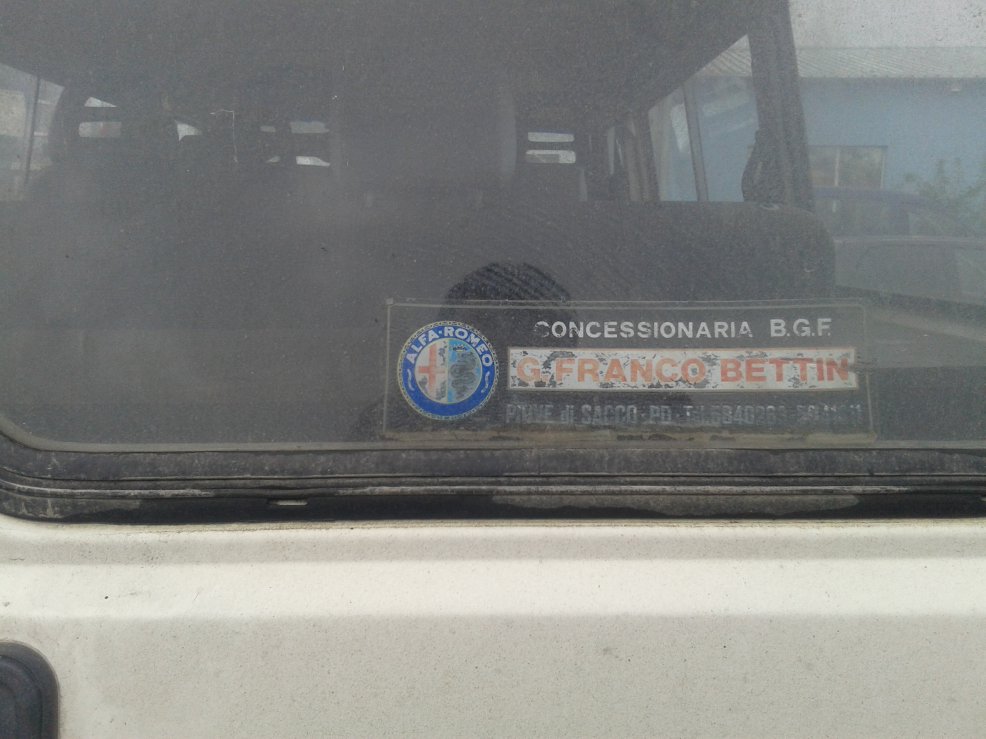 ALFA-ROMEO
CONCESSIONARIA B.G.F.
G. FRANCO BETTIN
PIOVE di SACCO - PD -